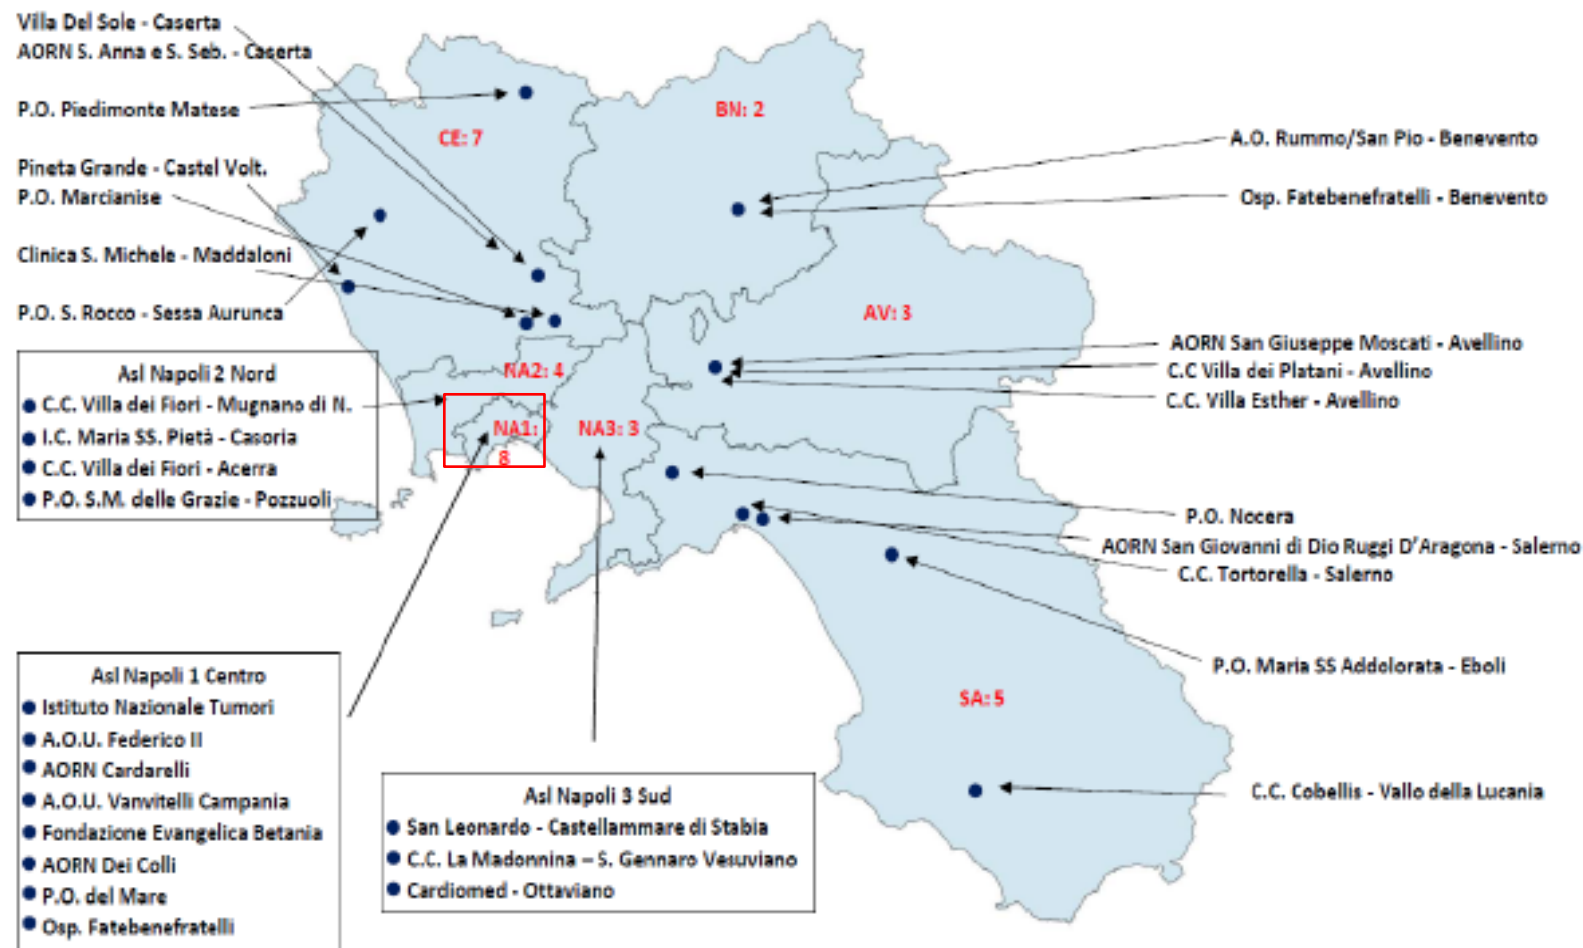 Villa Del Sole - Caserta
AORN S. Anna e S. Seb. - Caserta
P.O. Piedimonte Matese
Pineta Grande - Castel Volt.
P.O. Marcianise
Clinica S. Michele - Maddaloni
P.O. S. Rocco - Sessa Aurunca
CE: 7
BN: 2
A.O. Rummo/San Pio - Benevento
Osp. Fatebenefratelli - Benevento
AV: 3
AORN San Giuseppe Moscati - Avellino
C.C Villa dei Platani - Avellino
C.C. Villa Esther - Avellino
Asl Napoli 2 Nord
C.C. Villa dei Fiori - Mugnano di N.
I.C. Maria SS. Pietà - Casoria
C.C. Villa dei Fiori - Acerra
P.O. S.M. delle Grazie - Pozzuoli
NA2: 4
NA1:
8
NA3: 3
P.O. Nocera
AORN San Giovanni di Dio Ruggi D'Aragona - Salerno
C.C. Tortorella - Salerno
P.O. Maria SS Addolorata - Eboli
SA: 5
C.C. Cobellis - Vallo della Lucania
Asl Napoli 1 Centro
Istituto Nazionale Tumori
A.O.U. Federico II
AORN Cardarelli
A.O.U. Vanvitelli Campania
Fondazione Evangelica Betania
AORN Dei Colli
P.O. del Mare
Osp. Fatebenefratelli
Asl Napoli 3 Sud
San Leonardo - Castellammare di Stabia
C.C. La Madonnina – S. Gennaro Vesuviano
Cardiomed - Ottaviano